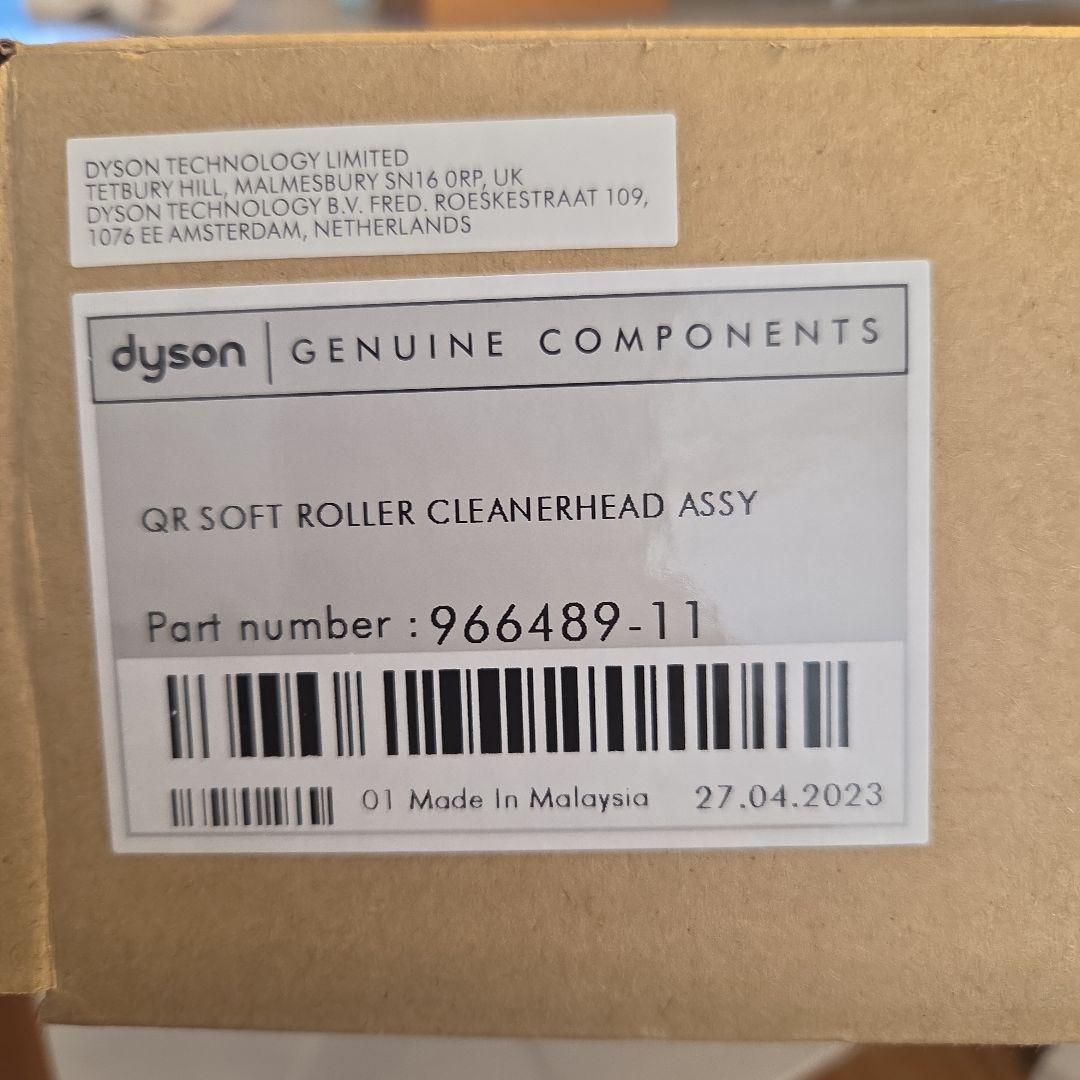 DYSON TECHNOLOGY LIMITED
TETBURY HILL, MALMESBURY SN16 0RP, UK
DYSON TECHNOLOGY B.V. FRED. ROESKESTRAAT 109,
1076 EE AMSTERDAM, NETHERLANDS
dyson GENUINE COMPONENTS
QR SOFT ROLLER CLEANERHEAD ASSY
Part number : 966489-11
01 Made In Malaysia 27.04.2023